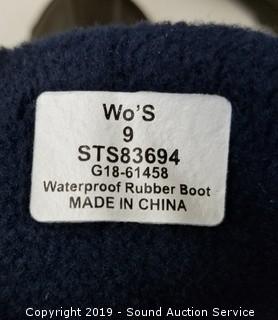 Wo'S
9
STS83694
G18-61458
Waterproof Rubber Boot
MADE IN CHINA
Copyright 2019 - Sound Auction Service